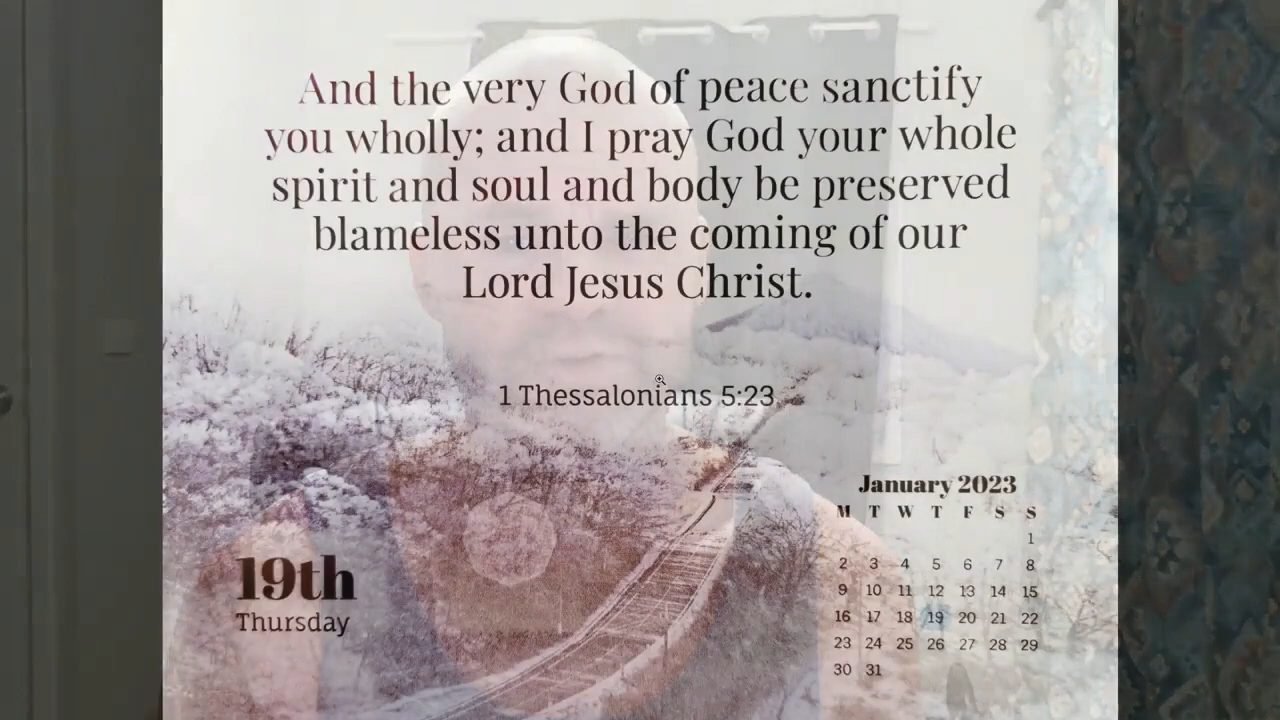 And the very God of peace sanctify
you wholly; and I pray God your whole
spirit and soul and body be preserved
blameless unto the coming of our
Lord Jesus Christ.
1 Thessalonians 5:23
19th
Thursday
January 2023
M T W T F S S
1
2 3 4 5 6 7 8
9 10 11 12 13 14 15
16 17 18 19 20 21 22
23 24 25 26 27 28 29
30 31